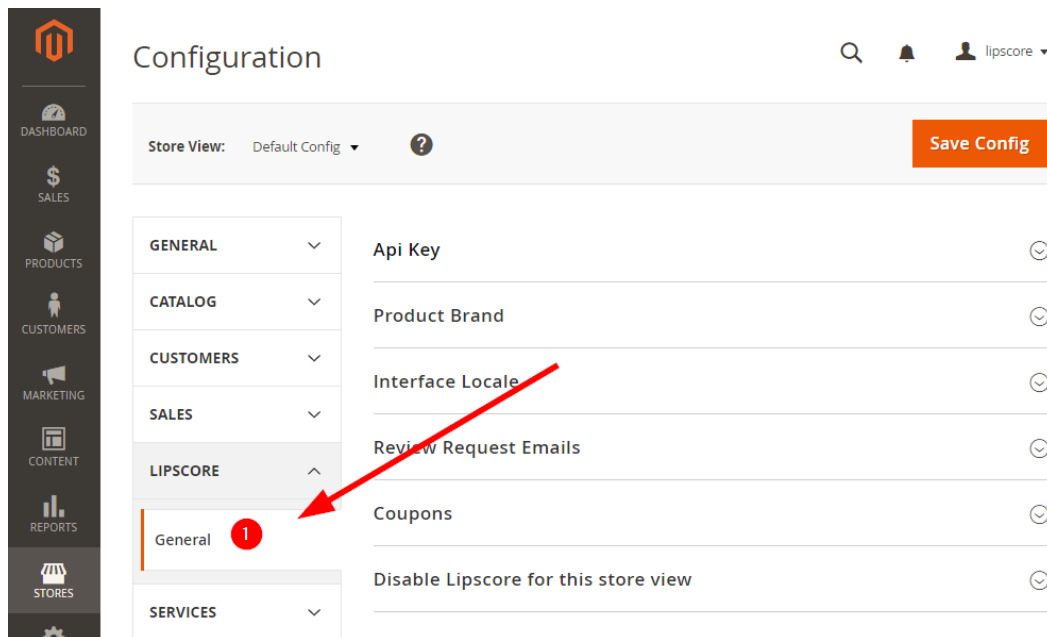 Configuration
lipscore
DASHBOARD
Store View: Default Config ? Save Config
SALES
GENERAL
Api Key
PRODUCTS
CATALOG
Product Brand
CUSTOMERS
CUSTOMERS
Interface Locale
MARKETING
SALES
Review Request Emails
CONTENT
LIPSCORE
Coupons
REPORTS
General 1
Disable Lipscore for this store view
STORES
SERVICES